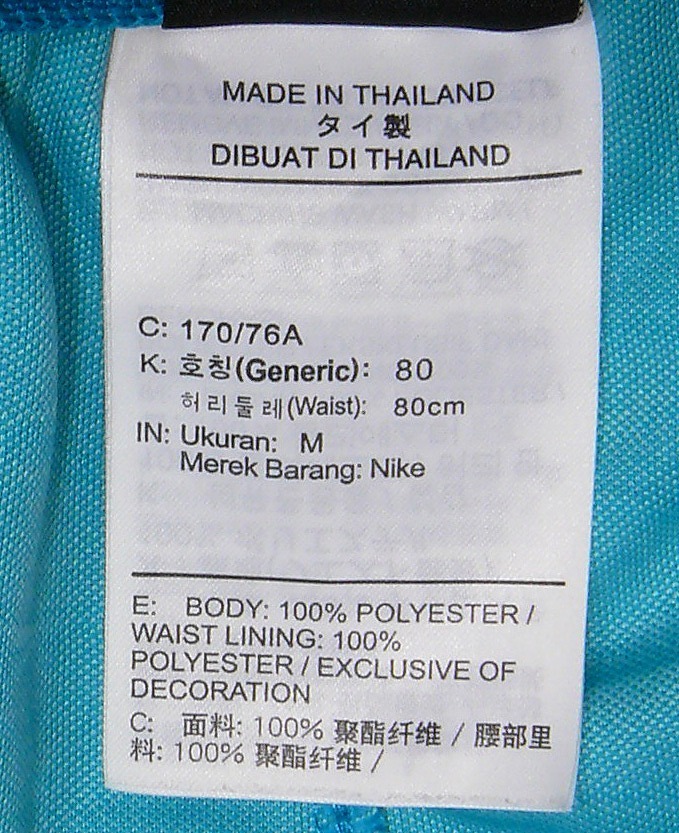 MADE IN THAILAND
タイ製
DIBUAT DI THAILAND
C: 170/76A
K: 호칭(Generic): 80
허리둘레(Waist): 80cm
IN: Ukuran: M
Merek Barang: Nike
E: BODY: 100% POLYESTER /
WAIST LINING: 100%
POLYESTER / EXCLUSIVE OF
DECORATION
C: 面料: 100% 聚酯纤维 / 腰部里
料: 100% 聚酯纤维 /